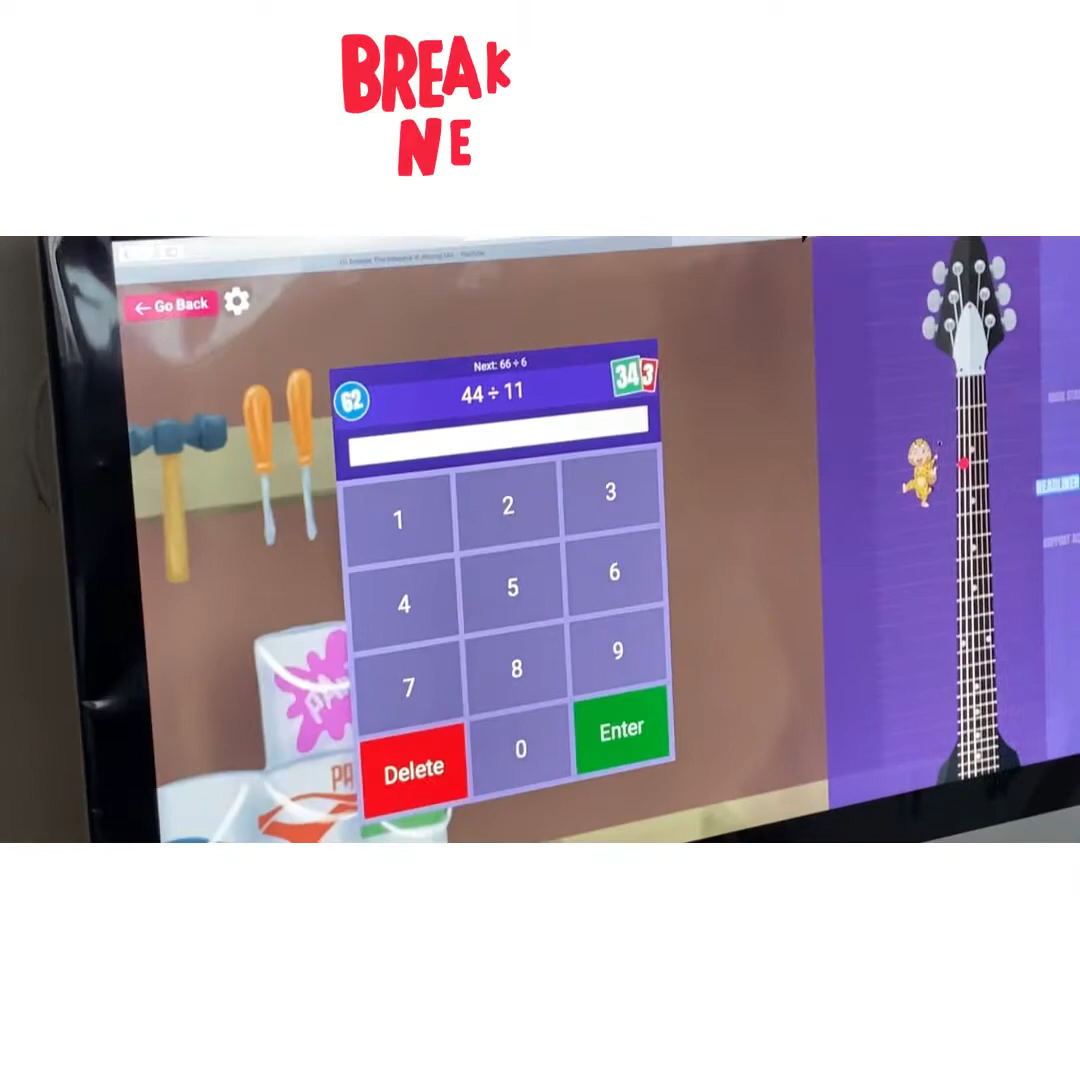 BREAK
NE
← Go Back
Next: 66 ÷ 6
62
44 ÷ 11
34 3
1 2 3
4 5 6
7 8 9
Delete 0 Enter
HEADLINER